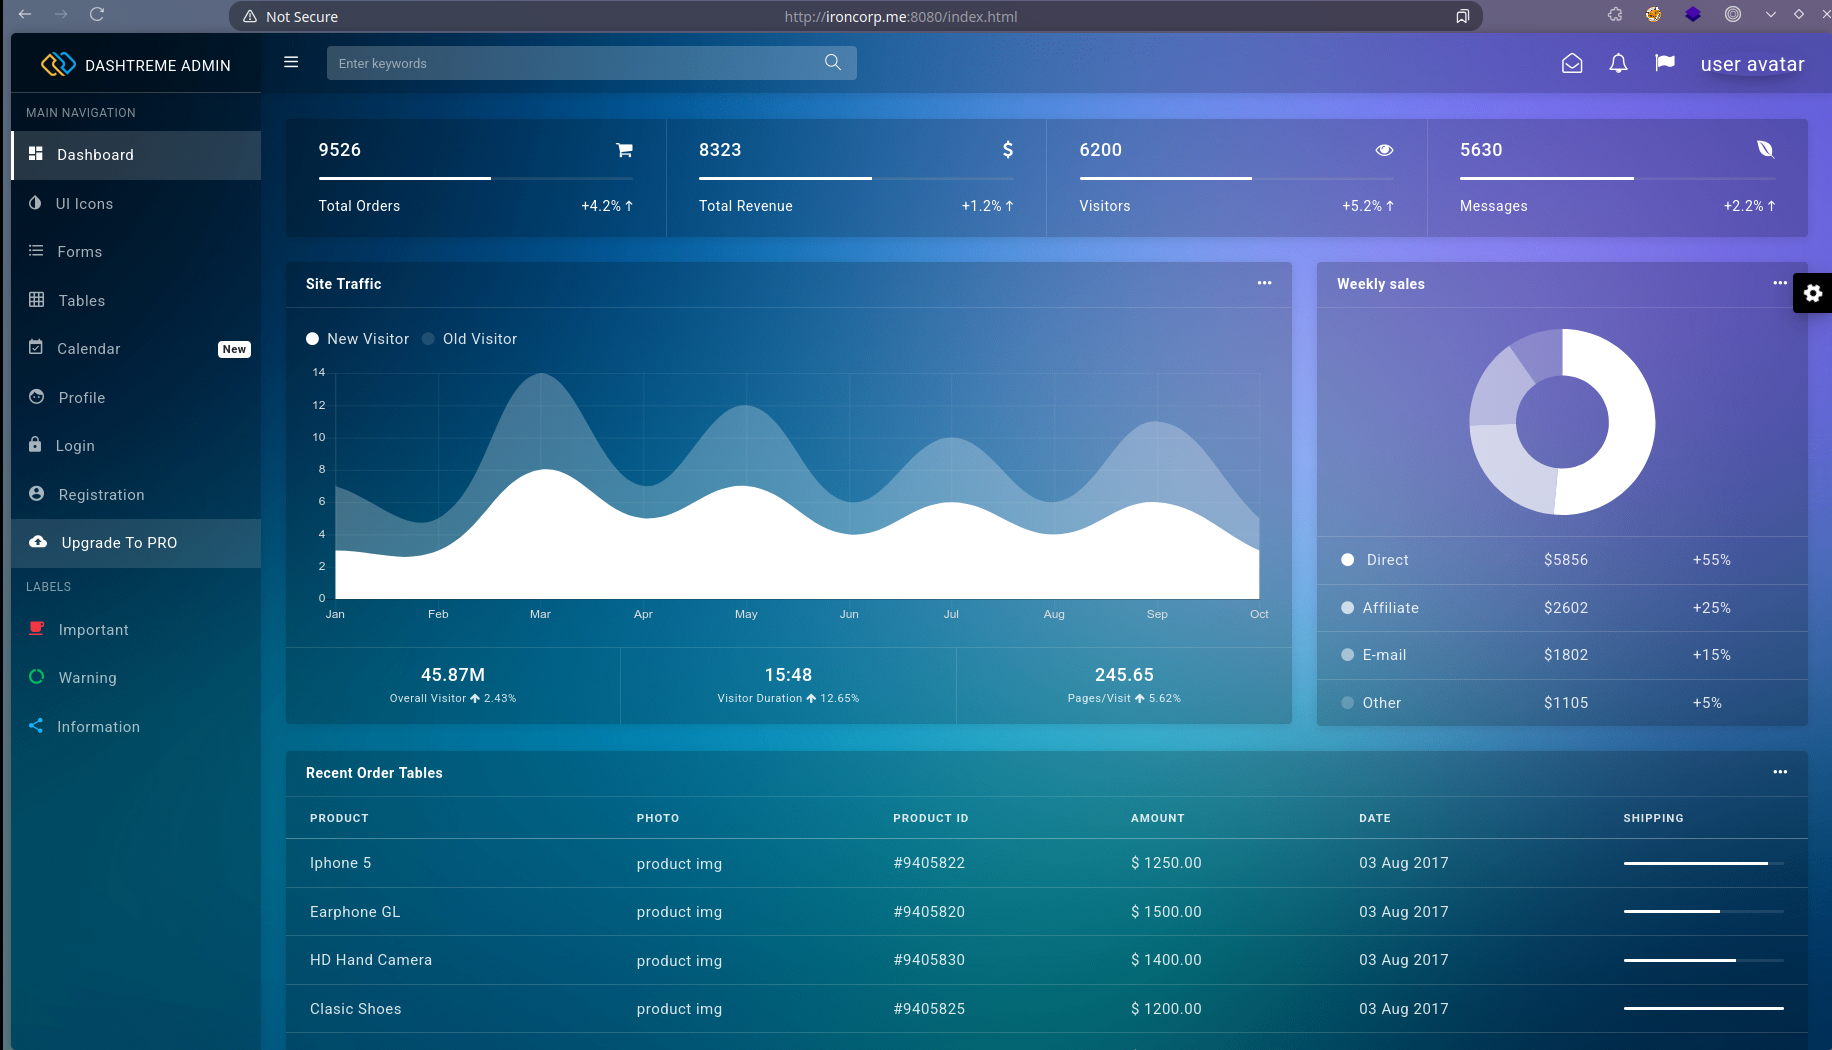 Not Secure
http://ironcorp.me:8080/index.html
DASHTREME ADMIN
Enter keywords
user avatar
MAIN NAVIGATION
Dashboard
UI Icons
Forms
Tables
Calendar New
Profile
Login
Registration
Upgrade To PRO
LABELS
Important
Warning
Information
9526
Total Orders +4.2%
8323 $
Total Revenue +1.2%
6200
Visitors +5.2%
5630
Messages +2.2%
Site Traffic
New Visitor Old Visitor
14
12
10
8
6
4
2
0
Jan Feb Mar Apr May Jun Jul Aug Sep Oct
45.87M
Overall Visitor 2.43%
15:48
Visitor Duration 12.65%
245.65
Pages/Visit 5.62%
Weekly sales
Direct $5856 +55%
Affiliate $2602 +25%
E-mail $1802 +15%
Other $1105 +5%
Recent Order Tables
PRODUCT PHOTO PRODUCT ID AMOUNT DATE SHIPPING
Iphone 5 product img #9405822 $ 1250.00 03 Aug 2017
Earphone GL product img #9405820 $ 1500.00 03 Aug 2017
HD Hand Camera product img #9405830 $ 1400.00 03 Aug 2017
Clasic Shoes product img #9405825 $ 1200.00 03 Aug 2017